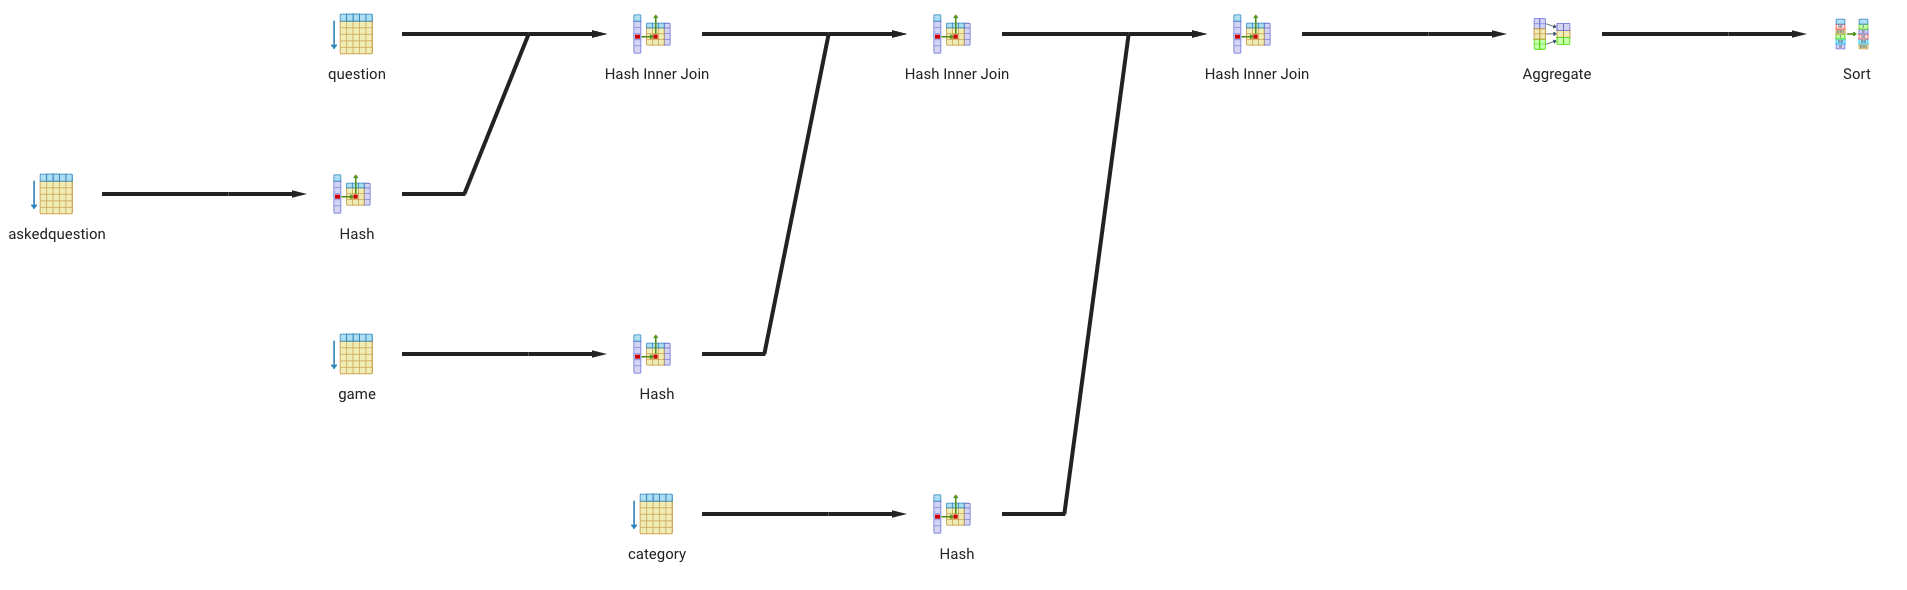 question
Hash Inner Join
Hash Inner Join
Hash Inner Join
Aggregate
Sort
askedquestion
Hash
game
Hash
category
Hash